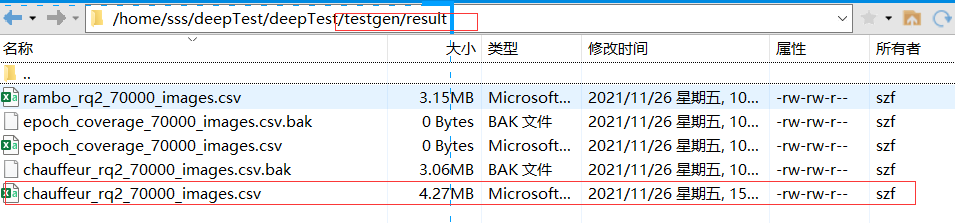 /home/sss/deepTest/deepTest/testgen/result
名称 大小 类型 修改时间 属性 所有者
..
rambo_rq2_70000_images.csv 3.15MB Microsoft... 2021/11/26 星期五, 10... -rw-rw-r-- szf
epoch_coverage_70000_images.csv.bak 0 Bytes BAK 文件 2021/11/26 星期五, 10... -rw-rw-r-- szf
epoch_coverage_70000_images.csv 0 Bytes Microsoft... 2021/11/26 星期五, 10... -rw-rw-r-- szf
chauffeur_rq2_70000_images.csv.bak 3.06MB BAK 文件 2021/11/26 星期五, 10... -rw-rw-r-- szf
chauffeur_rq2_70000_images.csv 4.27MB Microsoft... 2021/11/26 星期五, 15... -rw-rw-r-- szf